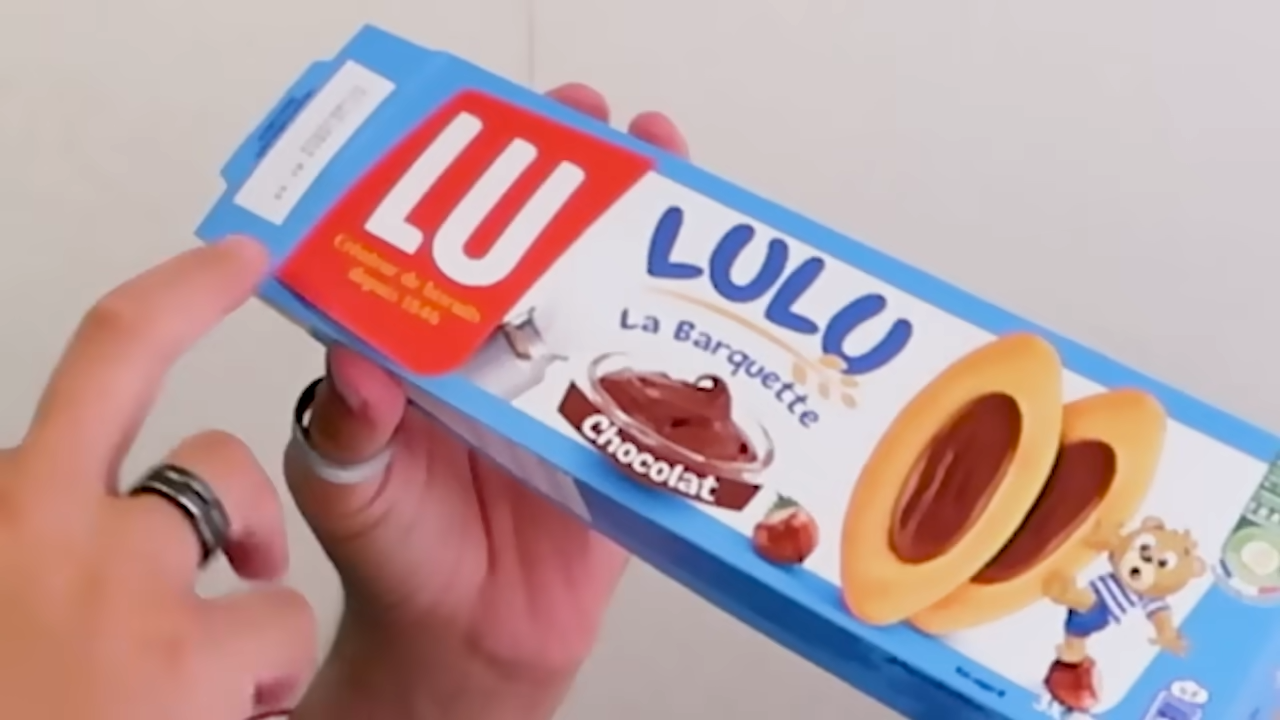 LU
Créateur de biscuits
depuis 1846
LULU
La Barquette
Chocolat